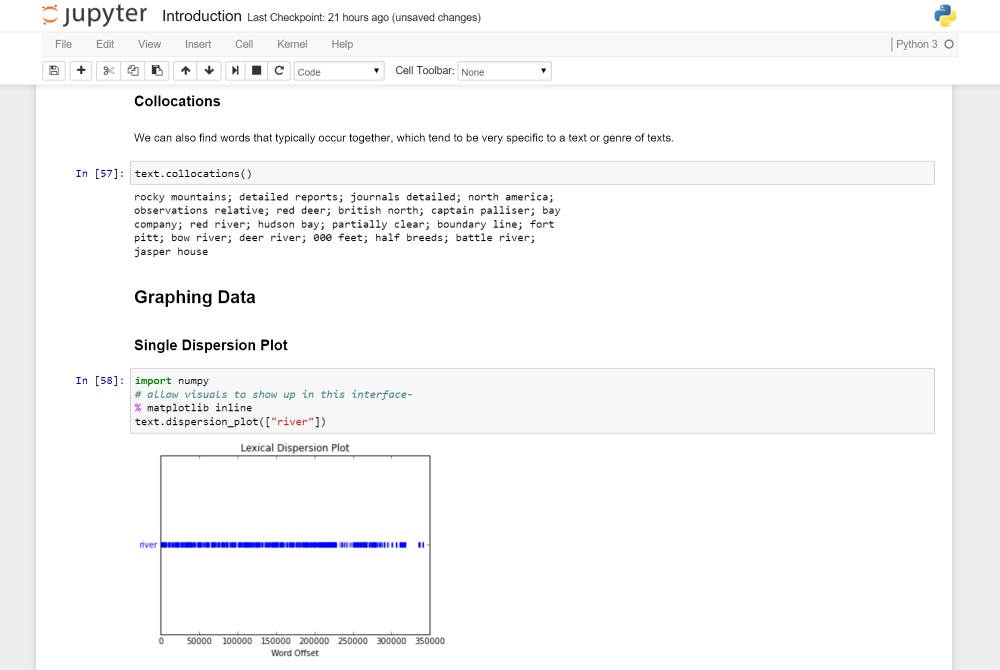 jupyter Introduction Last Checkpoint: 21 hours ago (unsaved changes)
File Edit View Insert Cell Kernel Help Python 3
Code Cell Toolbar: None
Collocations
We can also find words that typically occur together, which tend to be very specific to a text or genre of texts.
In [57]: text.collocations()
rocky mountains; detailed reports; journals detailed; north america;
observations relative; red deer; british north; captain palliser; bay
company; red river; hudson bay; partially clear; boundary line; fort
pitt; bow river; deer river; 000 feet; half breeds; battle river;
jasper house
Graphing Data
Single Dispersion Plot
In [58]: import numpy
# allow visuals to show up in this interface-
% matplotlib inline
text.dispersion_plot(["river"])
Lexical Dispersion Plot
river
0 50000 100000 150000 200000 250000 300000 350000
Word Offset